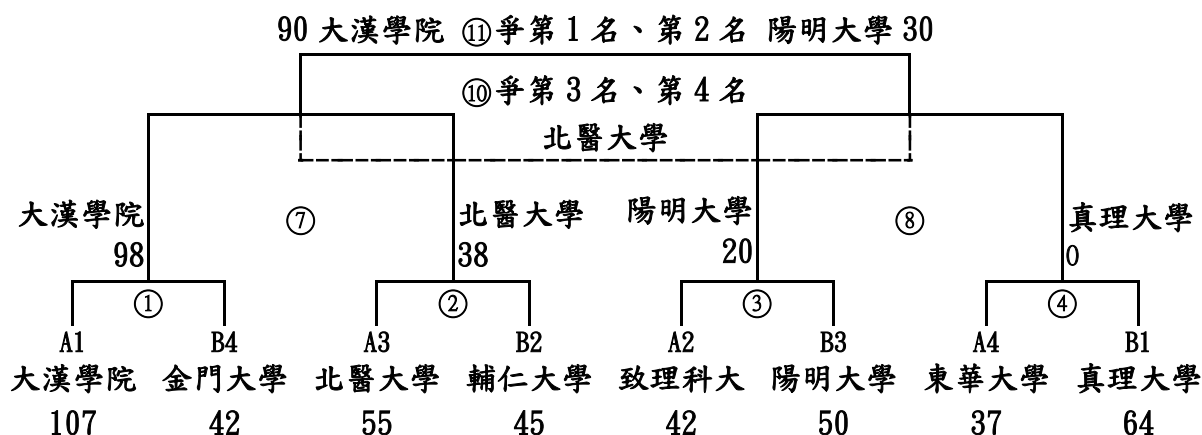 90 大漢學院 ⑪爭第 1 名、第 2 名 陽明大學 30
⑩爭第 3 名、第 4 名
北醫大學
大漢學院 ⑦ 北醫大學 陽明大學 ⑧ 真理大學
98 38 20 0
① ② ③ ④
A1 B4 A3 B2 A2 B3 A4 B1
大漢學院 金門大學 北醫大學 輔仁大學 致理科大 陽明大學 東華大學 真理大學
107 42 55 45 42 50 37 64